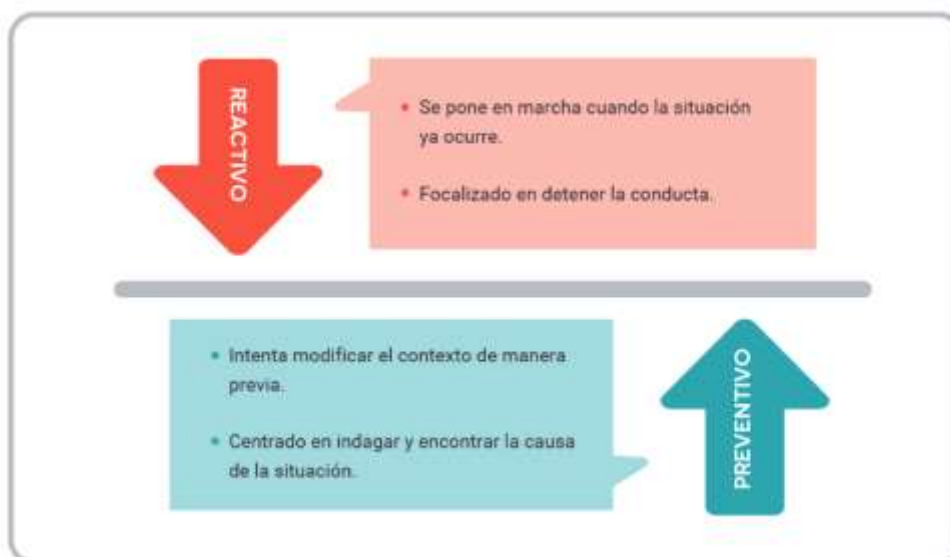 REACTIVO
• Se pone en marcha cuando la situación
ya ocurre.
• Focalizado en detener la conducta.
• Intenta modificar el contexto de manera
previa.
• Centrado en indagar y encontrar la causa
de la situación.
PREVENTIVO